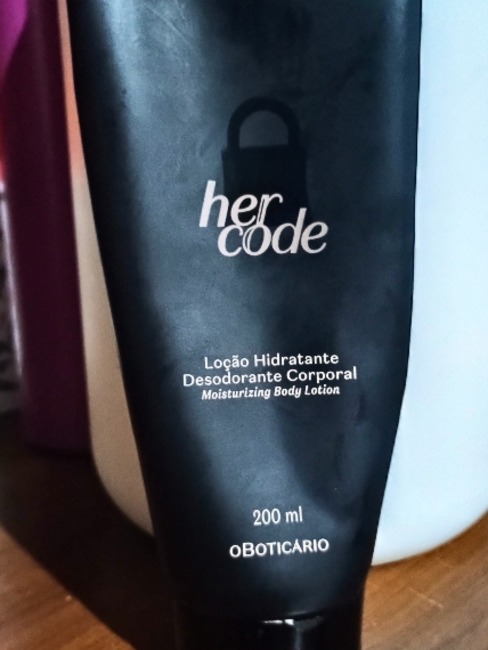 her
code
Loção Hidratante
Desodorante Corporal
Moisturizing Body Lotion
200 ml
OBOTICÁRIO